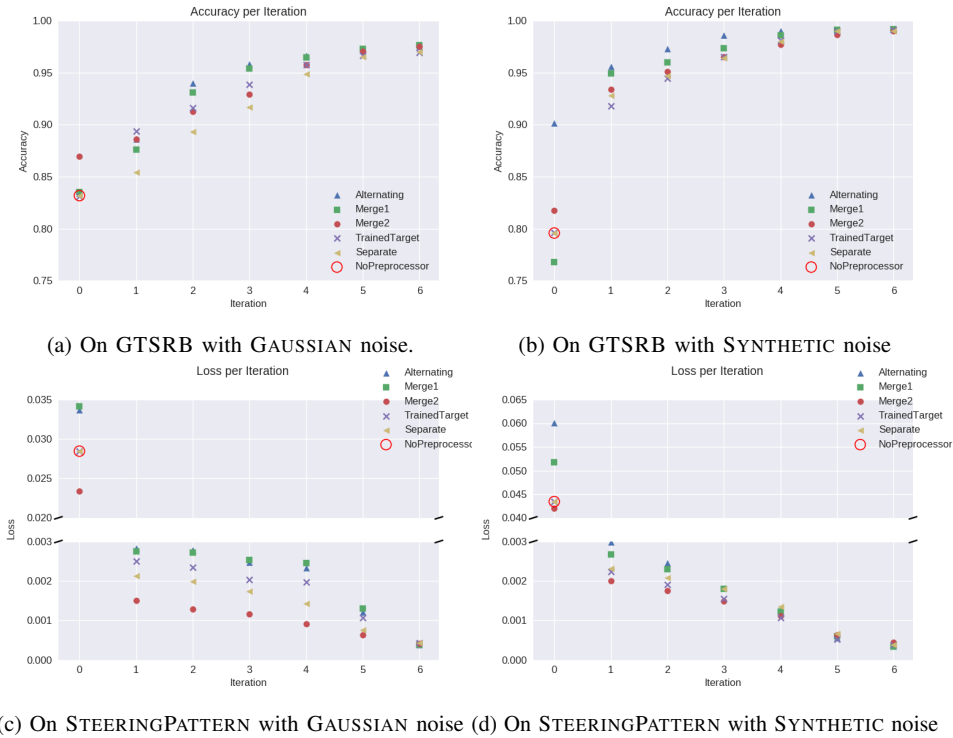 Accuracy per Iteration
1.00
0.95
0.90
0.85
0.80
0.75
Accuracy
Alternating
Merge1
Merge2
TrainedTarget
Separate
NoPreprocessor
0 1 2 3 4 5 6
Iteration
(a) On GTSRB with GAUSSIAN noise.
Accuracy per Iteration
1.00
0.95
0.90
0.85
0.80
0.75
Accuracy
Alternating
Merge1
Merge2
TrainedTarget
Separate
NoPreprocessor
0 1 2 3 4 5 6
Iteration
(b) On GTSRB with SYNTHETIC noise
Loss per Iteration
Alternating
Merge1
Merge2
TrainedTarget
Separate
NoPreprocessor
0.035
0.030
0.025
0.020
Loss
0.003
0.002
0.001
0.000
0 1 2 3 4 5 6
Iteration
(c) On STEERINGPATTERN with GAUSSIAN noise
Loss per Iteration
Alternating
Merge1
Merge2
TrainedTarget
Separate
NoPreprocessor
0.065
0.060
0.055
0.050
0.045
0.040
Loss
0.003
0.002
0.001
0.000
0 1 2 3 4 5 6
Iteration
(d) On STEERINGPATTERN with SYNTHETIC noise